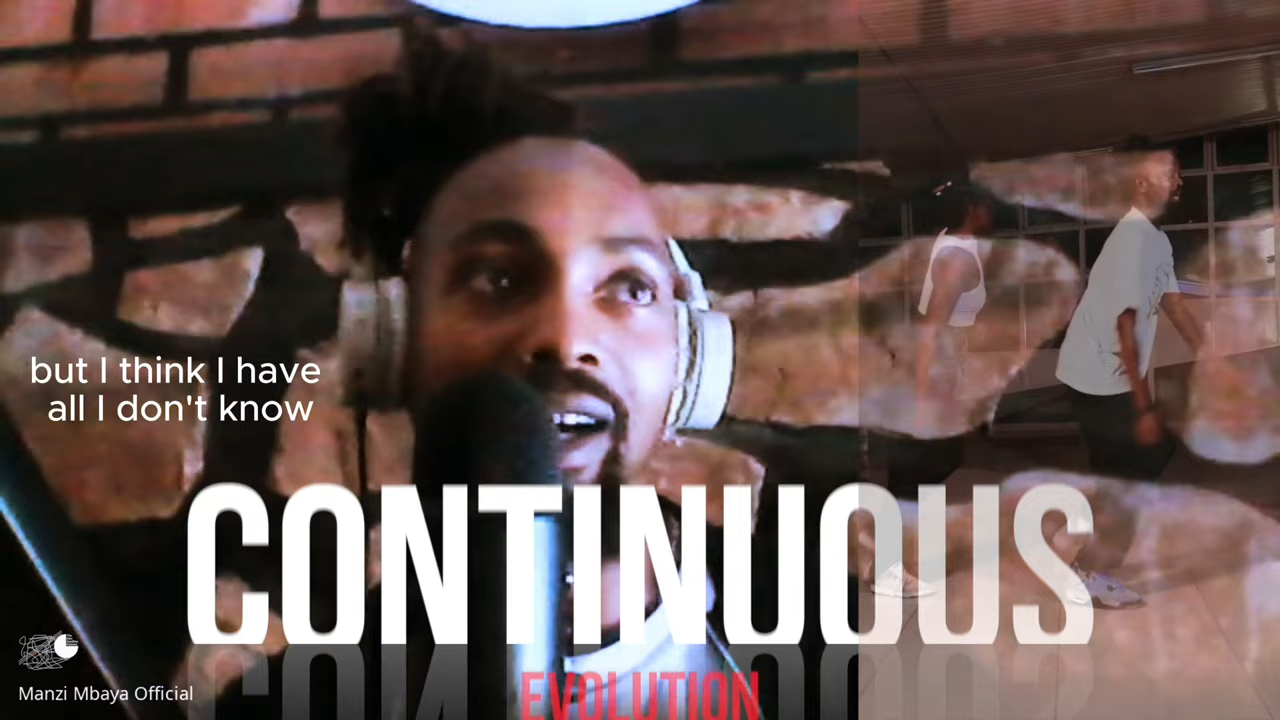 but I think I have
all I don't know
CONTINUOUS
EVOLUTION
Manzi Mbaya Official